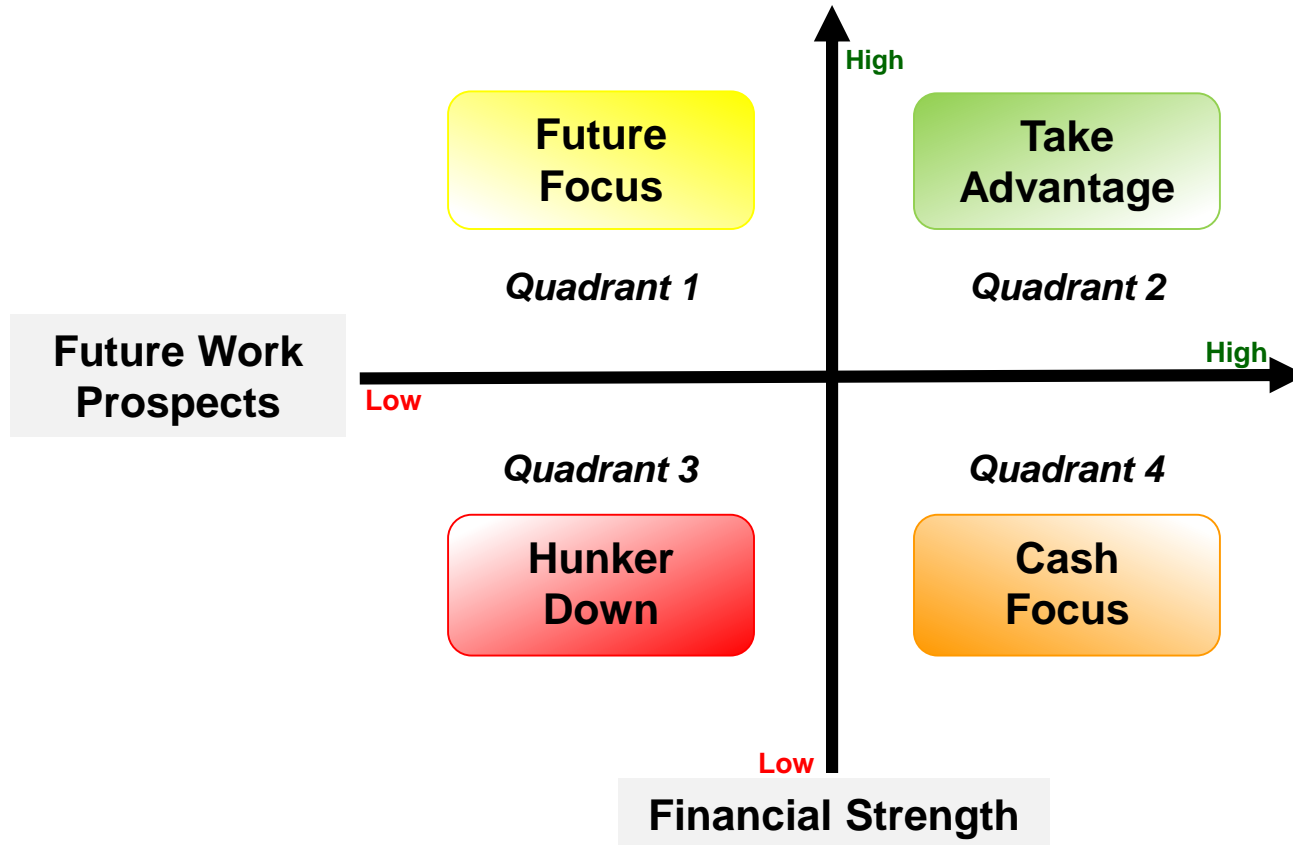 High
Future
Focus
Take
Advantage
Quadrant 1
Quadrant 2
Future Work
Prospects
High
Low
Quadrant 3
Quadrant 4
Hunker
Down
Cash
Focus
Low
Financial Strength